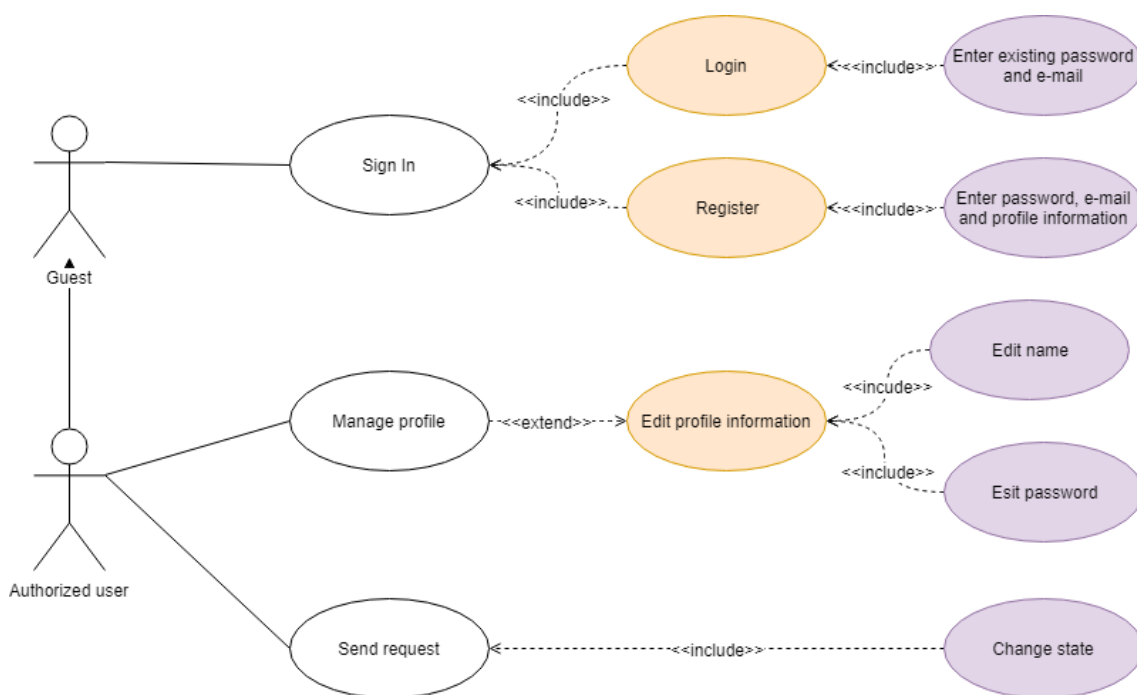 Login
<<include>>
Enter existing password
and e-mail
<<include>>
Sign In
<<include>>
Register
<<include>>
Enter password, e-mail
and profile information
Guest
Edit name
<<incude>>
Manage profile
<<extend>>
Edit profile information
<<include>>
Esit password
Authorized user
Send request
<<include>>
Change state